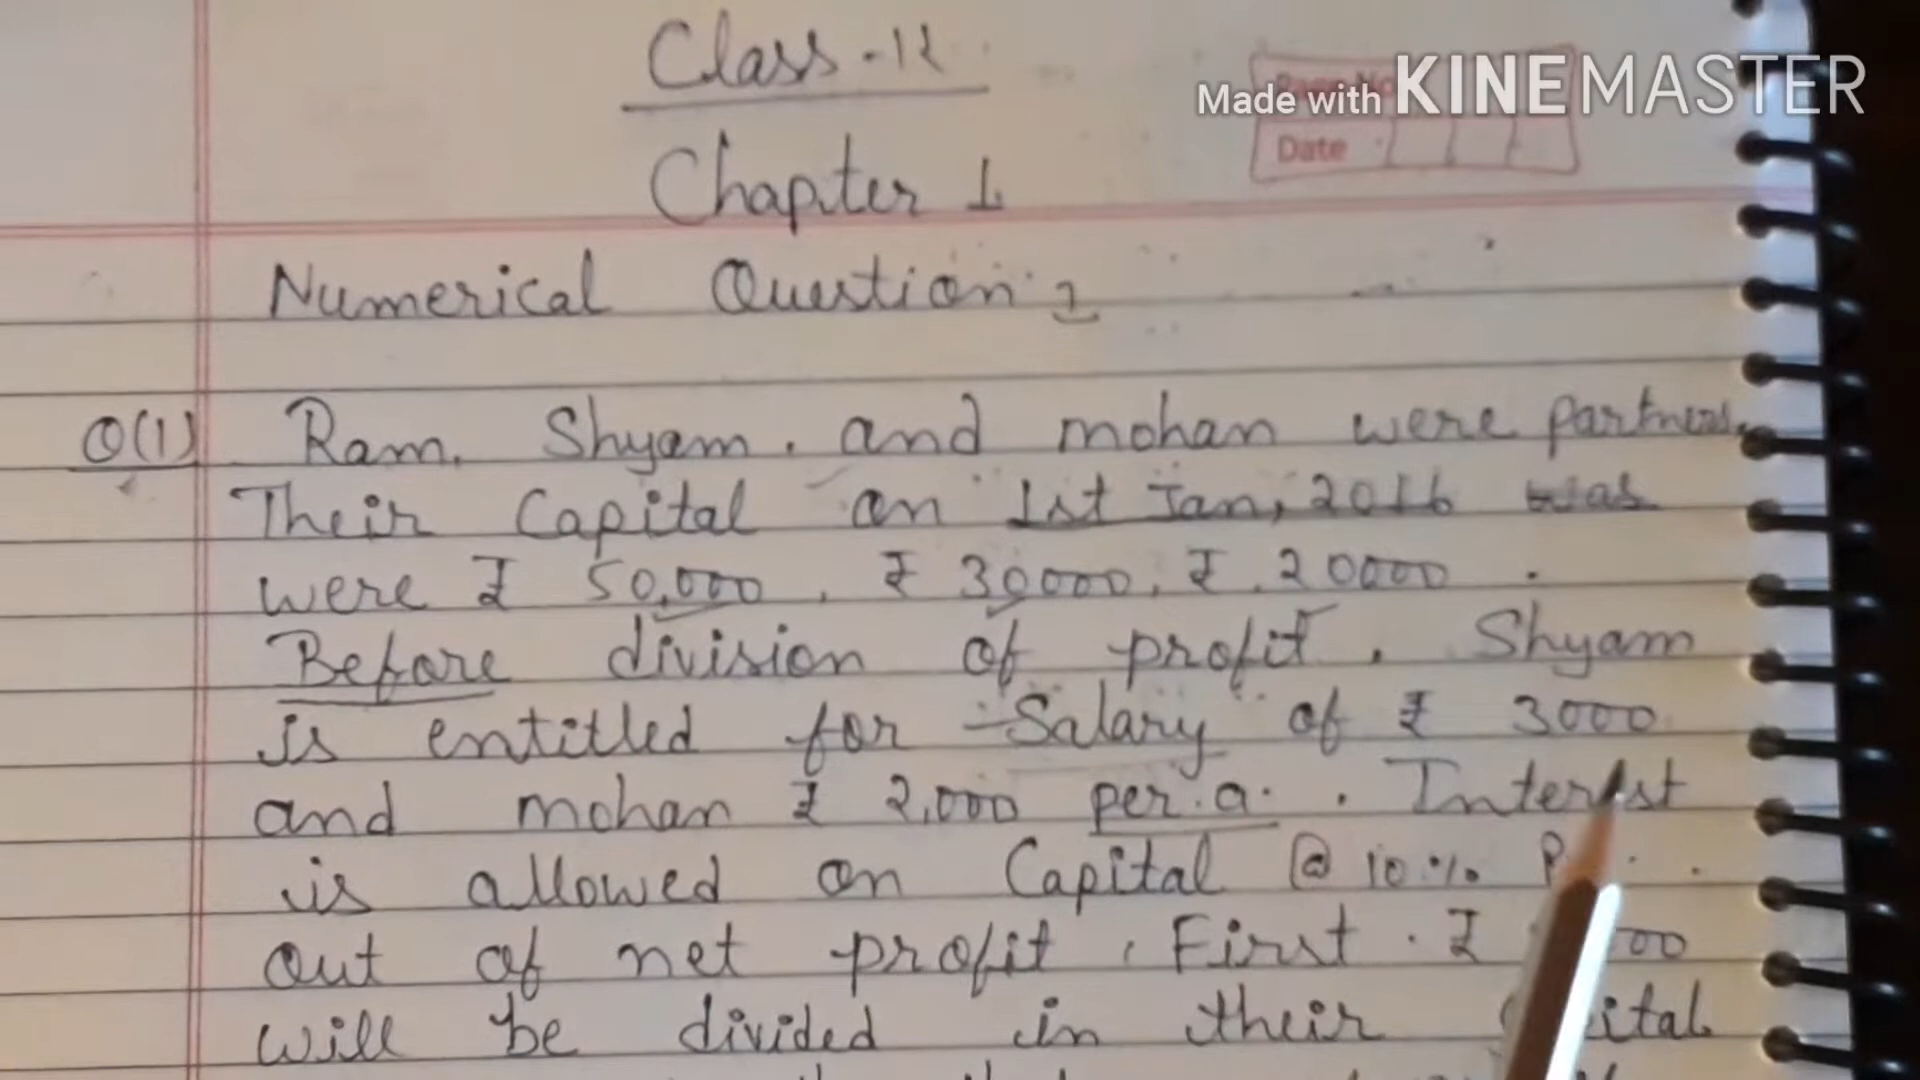 Class-12
Made with KINEMASTER
Date
Chapter 1
Numerical Question
Q(1) Ram, Shyam, and mohan were partners.
Their Capital on 1st Jan, 2016 was
were ₹ 50,000, ₹ 30000, ₹ 20000.
Before division of profit, Shyam
is entitled for Salary of ₹ 3000
and mohan ₹ 2,000 per.a. Interest
is allowed on Capital @ 10%
out of net profit, First ₹
will be divided in their